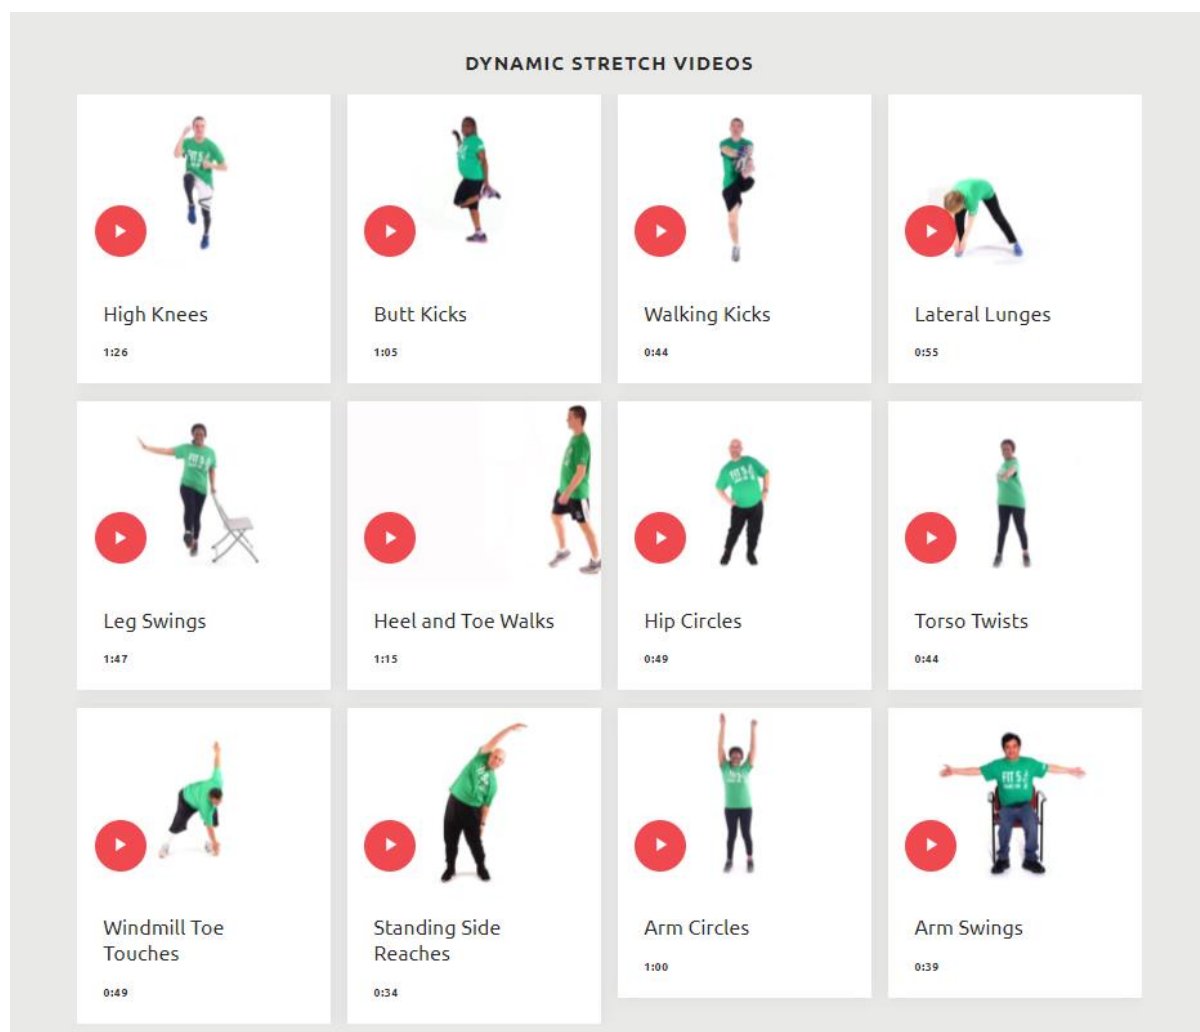 DYNAMIC STRETCH VIDEOS
High Knees
1:26
Butt Kicks
1:05
Walking Kicks
0:44
Lateral Lunges
0:55
Leg Swings
1:47
Heel and Toe Walks
1:15
Hip Circles
0:49
Torso Twists
0:44
Windmill Toe
Touches
0:49
Standing Side
Reaches
0:34
Arm Circles
1:00
Arm Swings
0:39
FIT 5